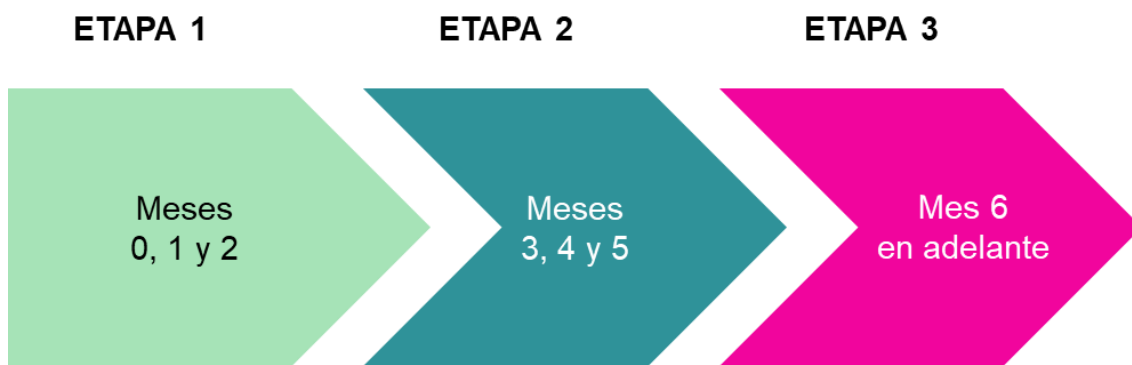 ETAPA 1
ETAPA 2
ETAPA 3
Meses
0, 1 y 2
Meses
3, 4 y 5
Mes 6
en adelante